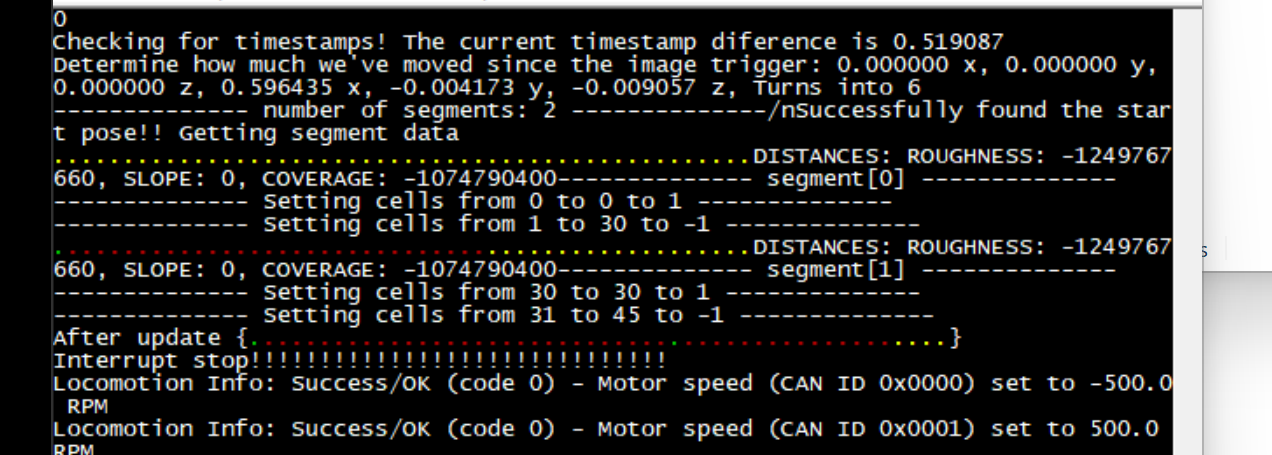 0
Checking for timestamps! The current timestamp diference is 0.519087
Determine how much we've moved since the image trigger: 0.000000 x, 0.000000 y,
0.000000 z, 0.596435 x, -0.004173 y, -0.009057 z, Turns into 6
-------------- number of segments: 2 --------------/nSuccessfully found the star
t pose!! Getting segment data
..................................................DISTANCES: ROUGHNESS: -1249767
660, SLOPE: 0, COVERAGE: -1074790400-------------- segment[0] --------------
-------------- Setting cells from 0 to 0 to 1 --------------
-------------- Setting cells from 1 to 30 to -1 --------------
..................................................DISTANCES: ROUGHNESS: -1249767
660, SLOPE: 0, COVERAGE: -1074790400-------------- segment[1] --------------
-------------- Setting cells from 30 to 30 to 1 --------------
-------------- Setting cells from 31 to 45 to -1 --------------
After update {..................................................}
Interrupt stop!!!!!!!!!!!!!!!!!!!!!!!!!!!!!!
Locomotion Info: Success/OK (code 0) - Motor speed (CAN ID 0x0000) set to -500.0
RPM
Locomotion Info: Success/OK (code 0) - Motor speed (CAN ID 0x0001) set to 500.0
RPM
s